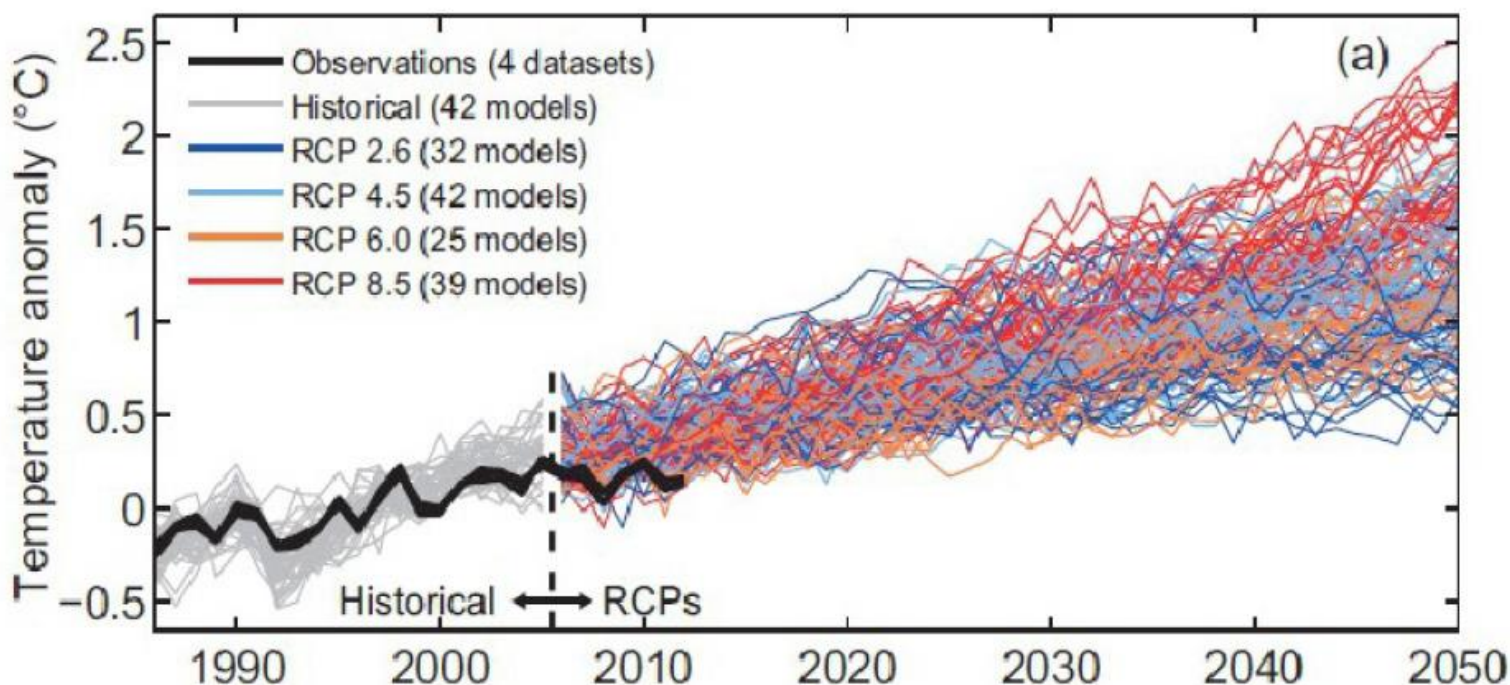 Temperature anomaly (°C)
2.5
2
1.5
1
0.5
0
−0.5
(a)
Observations (4 datasets)
Historical (42 models)
RCP 2.6 (32 models)
RCP 4.5 (42 models)
RCP 6.0 (25 models)
RCP 8.5 (39 models)
Historical RCPs
1990 2000 2010 2020 2030 2040 2050